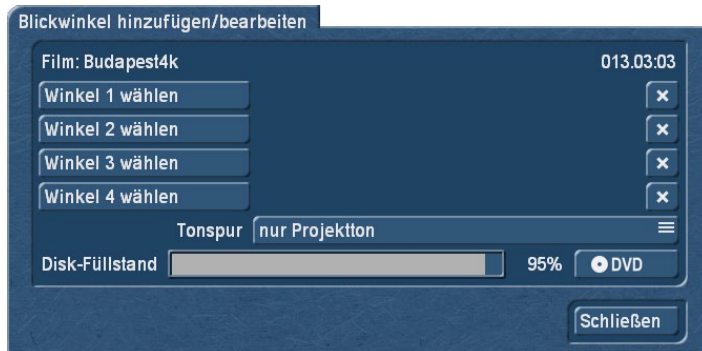 Blickwinkel hinzufügen/bearbeiten
Film: Budapest4k 013.03:03
Winkel 1 wählen
Winkel 2 wählen
Winkel 3 wählen
Winkel 4 wählen
Tonspur nur Projektton
Disk-Füllstand 95% DVD
Schließen